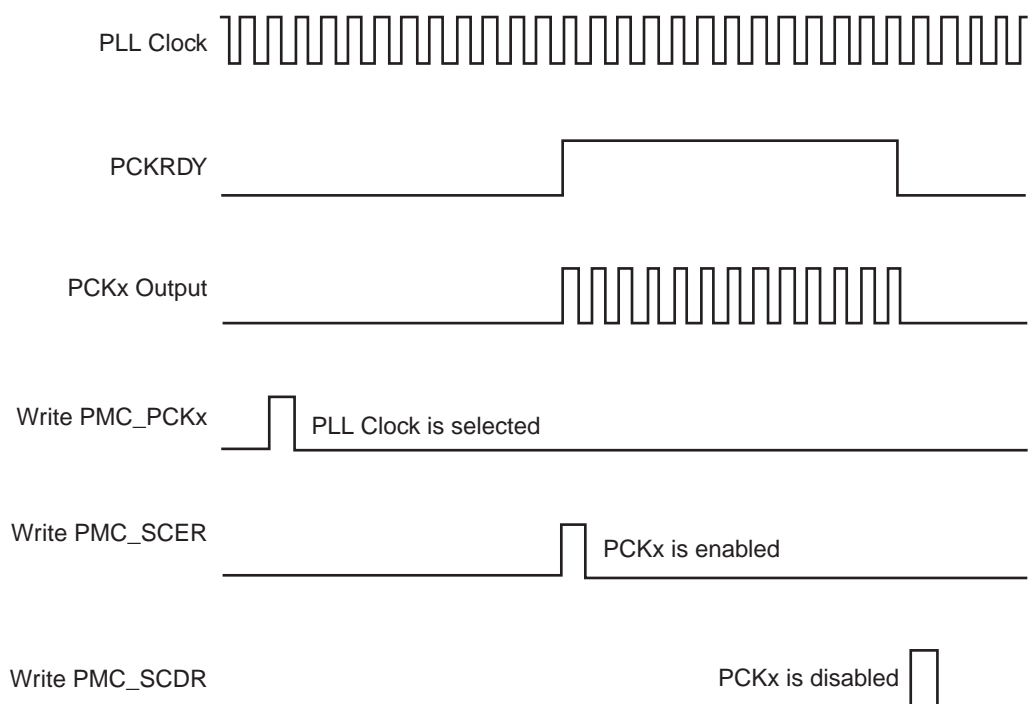 PLL Clock
PCKRDY
PCKx Output
Write PMC_PCKx
PLL Clock is selected
Write PMC_SCER
PCKx is enabled
Write PMC_SCDR
PCKx is disabled